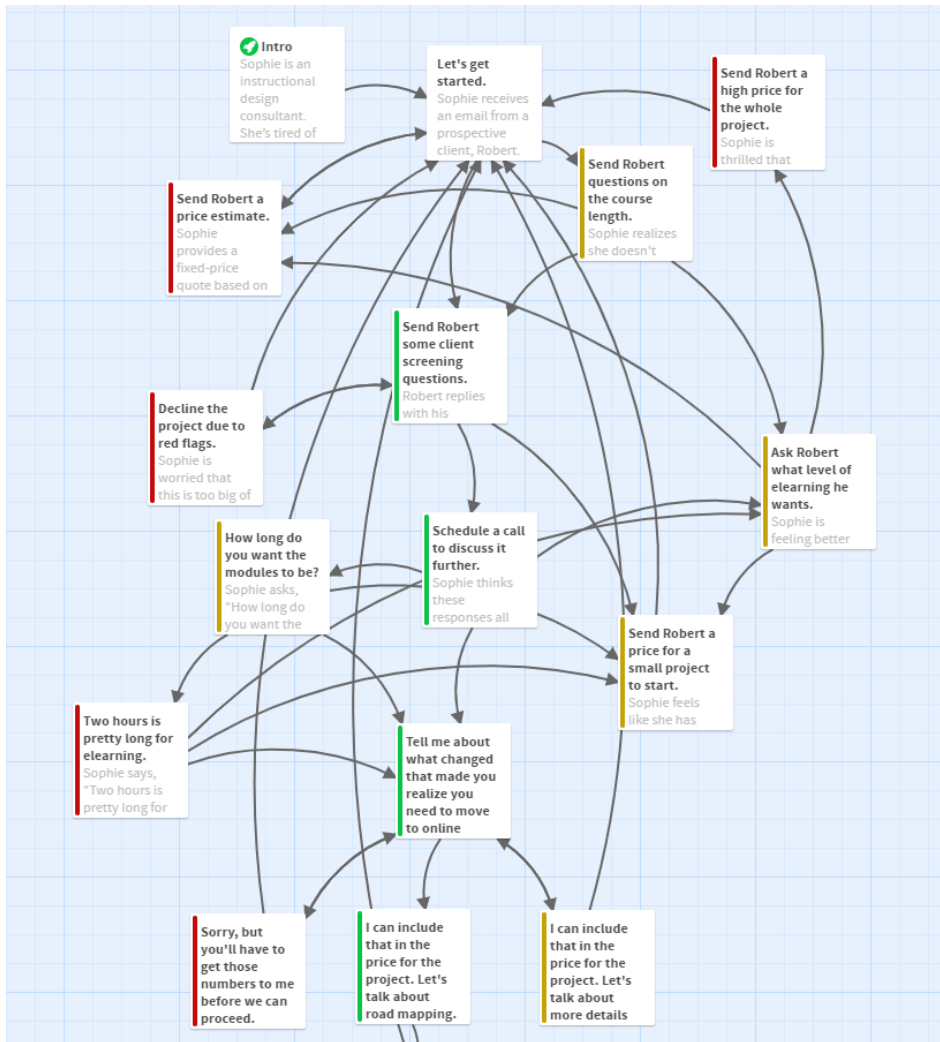 Intro
Sophie is an
instructional
design
consultant.
She's tired of
Let's get
started.
Sophie receives
an email from a
prospective
client, Robert.
Send Robert a
high price for
the whole
project.
Sophie is
thrilled that
Send Robert
questions on
the course
length.
Sophie realizes
she doesn't
Send Robert a
price estimate.
Sophie
provides a
fixed-price
quote based on
Send Robert
some client
screening
questions.
Robert replies
with his
Decline the
project due to
red flags.
Sophie is
worried that
this is too big of
Ask Robert
what level of
elearning he
wants.
Sophie is
feeling better
How long do
you want the
modules to be?
Sophie asks,
"How long do
you want the
Schedule a call
to discuss it
further.
Sophie thinks
these
responses all
Send Robert a
price for a
small project
to start.
Sophie feels
like she has
Two hours is
pretty long for
elearning.
Sophie says,
"Two hours is
pretty long for
Tell me about
what changed
that made you
realize you
need to move
to online
Sorry, but
you'll have to
get those
numbers to me
before we can
proceed.
I can include
that in the
price for the
project. Let's
talk about
road mapping.
I can include
that in the
price for the
project. Let's
talk about
more details